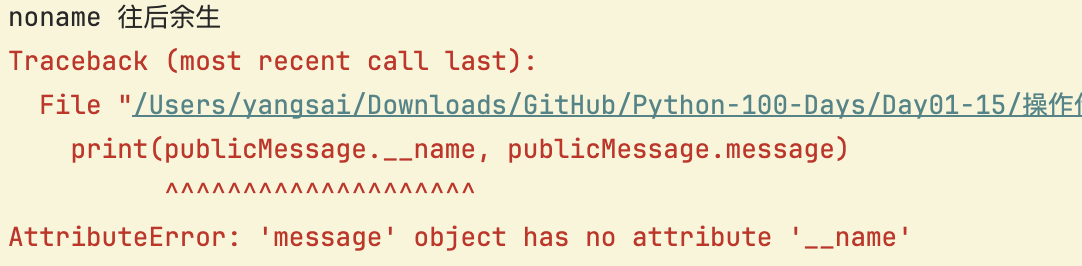 noname 往后余生
Traceback (most recent call last):
File "/Users/yangsai/Downloads/GitHub/Python-100-Days/Day01-15/操作
print(publicMessage.__name, publicMessage.message)
^^^^^^^^^^^^^^^^^^^^
AttributeError: 'message' object has no attribute '__name'